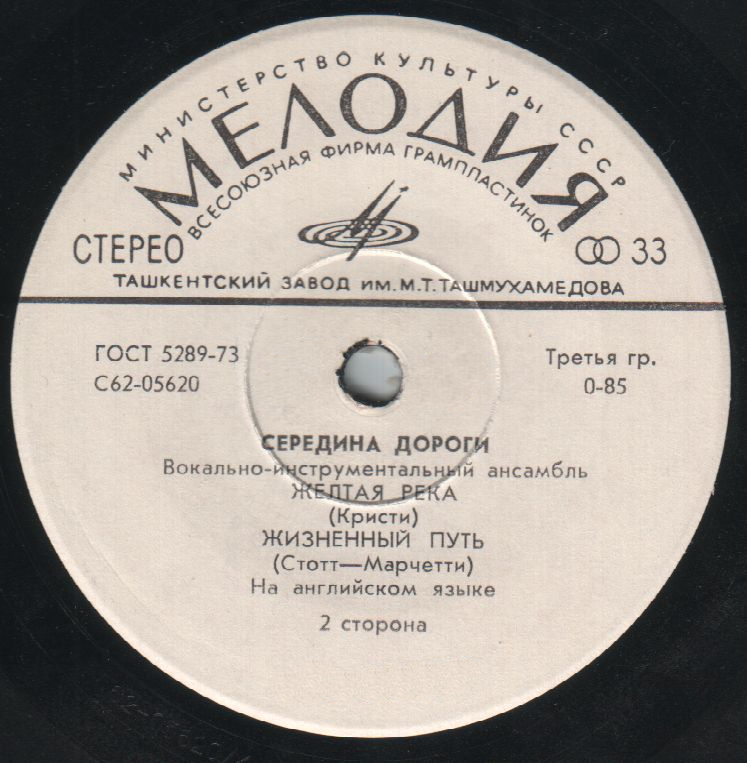 МИНИСТЕРСТВО КУЛЬТУРЫ СССР
МЕЛОДИЯ
ВСЕСОЮЗНАЯ ФИРМА ГРАМПЛАСТИНОК
СТЕРЕО
33
ТАШКЕНТСКИЙ ЗАВОД ИМ. М.Т. ТАШМУХАМЕДОВА
ГОСТ 5289-73
Третья гр.
С62-05620
0-85
СЕРЕДИНА ДОРОГИ
Вокально-инструментальный ансамбль
ЖЕЛТАЯ РЕКА
(Кристи)
ЖИЗНЕННЫЙ ПУТЬ
(Стотт—Марчетти)
На английском языке
2 сторона